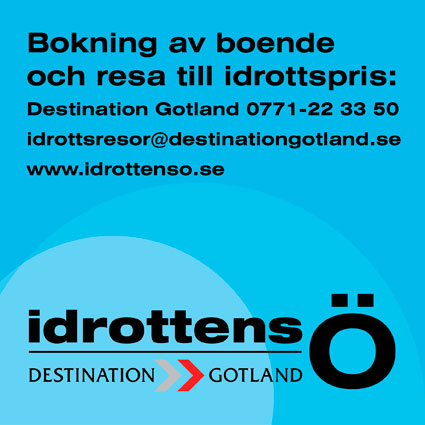 Bokning av boende
och resa till idrottspris:
Destination Gotland 0771-22 33 50
idrottsresor@destinationgotland.se
www.idrottenso.se
idrottens Ö
DESTINATION GOTLAND